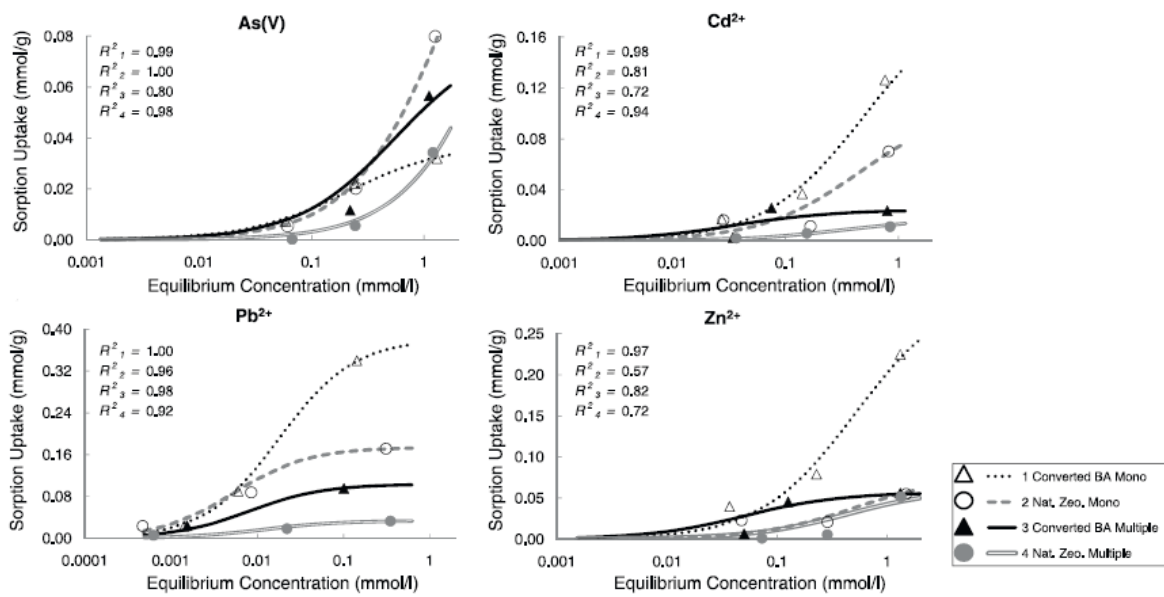 As(V)
Sorption Uptake (mmol/g)
0.08
0.06
0.04
0.02
0.00
R²₁ = 0.99
R²₂ = 1.00
R²₃ = 0.80
R²₄ = 0.98
0.001 0.01 0.1 1
Equilibrium Concentration (mmol/l)
Cd²⁺
Sorption Uptake (mmol/g)
0.16
0.12
0.08
0.04
0.00
R²₁ = 0.98
R²₂ = 0.81
R²₃ = 0.72
R²₄ = 0.94
0.001 0.01 0.1 1
Equilibrium Concentration (mmol/l)
Pb²⁺
Sorption Uptake (mmol/g)
0.40
0.32
0.24
0.16
0.08
0.00
R²₁ = 1.00
R²₂ = 0.96
R²₃ = 0.98
R²₄ = 0.92
0.0001 0.001 0.01 0.1 1
Equilibrium Concentration (mmol/l)
Zn²⁺
Sorption Uptake (mmol/g)
0.25
0.20
0.15
0.10
0.05
0.00
R²₁ = 0.97
R²₂ = 0.57
R²₃ = 0.82
R²₄ = 0.72
0.001 0.01 0.1 1
Equilibrium Concentration (mmol/l)
1 Converted BA Mono
2 Nat. Zeo. Mono
3 Converted BA Multiple
4 Nat. Zeo. Multiple